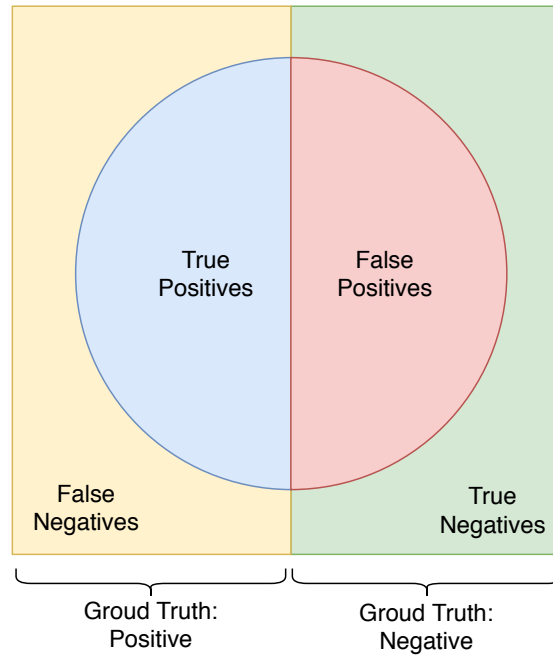 True
Positives
False
Positives
False
Negatives
True
Negatives
Groud Truth:
Positive
Groud Truth:
Negative